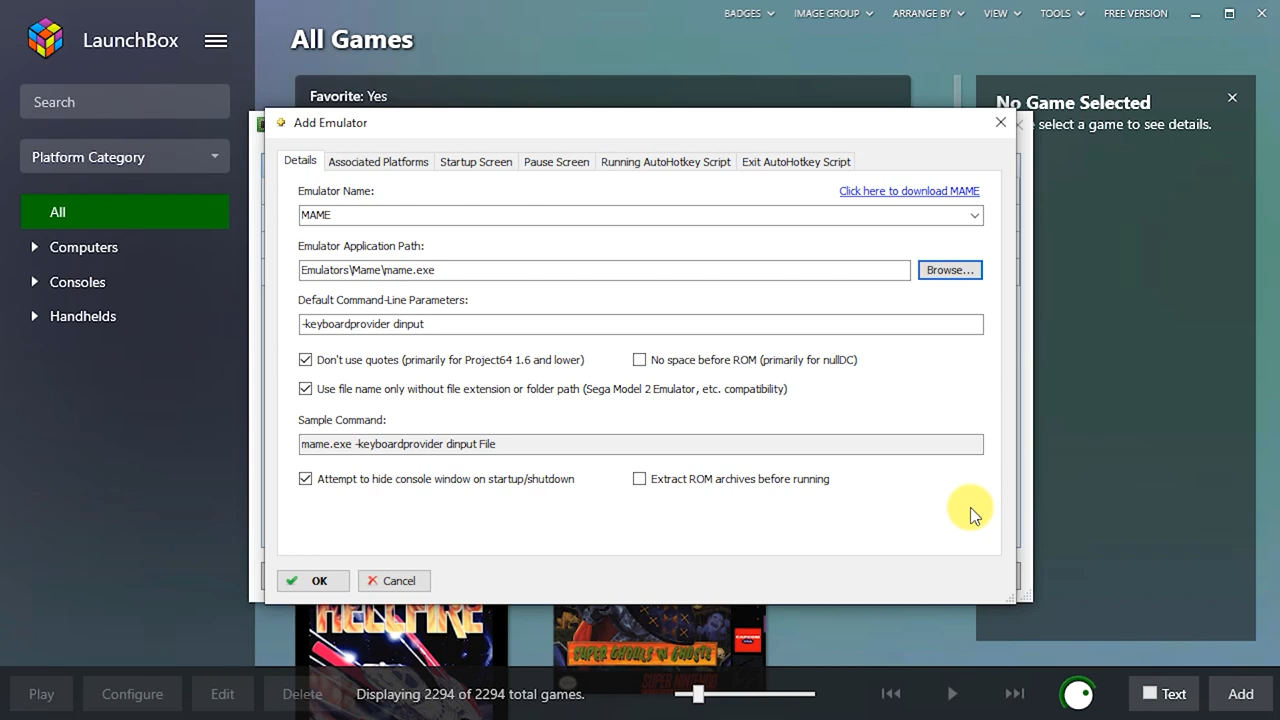 BADGES IMAGE GROUP ARRANGE BY VIEW TOOLS FREE VERSION
LaunchBox
All Games
Search
Favorite: Yes
No Game Selected
select a game to see details.
Platform Category
All
Computers
Consoles
Handhelds
Add Emulator
Details Associated Platforms Startup Screen Pause Screen Running AutoHotkey Script Exit AutoHotkey Script
Emulator Name: Click here to download MAME
MAME
Emulator Application Path:
Emulators\Mame\mame.exe Browse...
Default Command-Line Parameters:
-keyboardprovider dinput
Don't use quotes (primarily for Project64 1.6 and lower) No space before ROM (primarily for nullDC)
Use file name only without file extension or folder path (Sega Model 2 Emulator, etc. compatibility)
Sample Command:
mame.exe -keyboardprovider dinput File
Attempt to hide console window on startup/shutdown Extract ROM archives before running
OK Cancel
HELLFIRE
SUPER GHOULS 'N GHOSTS
CAPCOM
Play Configure Edit Delete Displaying 2294 of 2294 total games. Text Add